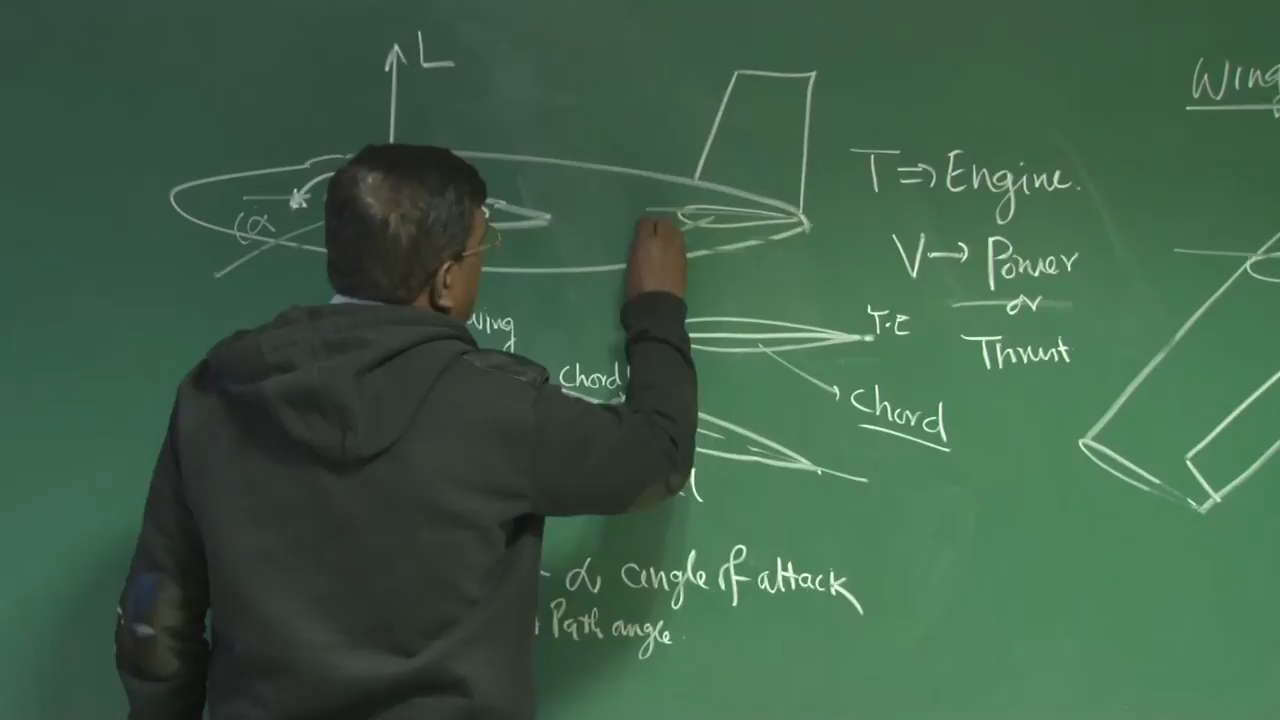 L
Wing
T ⇒ Engine.
(α
V → Power
or
Thrust
T.E
Chord
Chord
α angle of attack
Path angle.